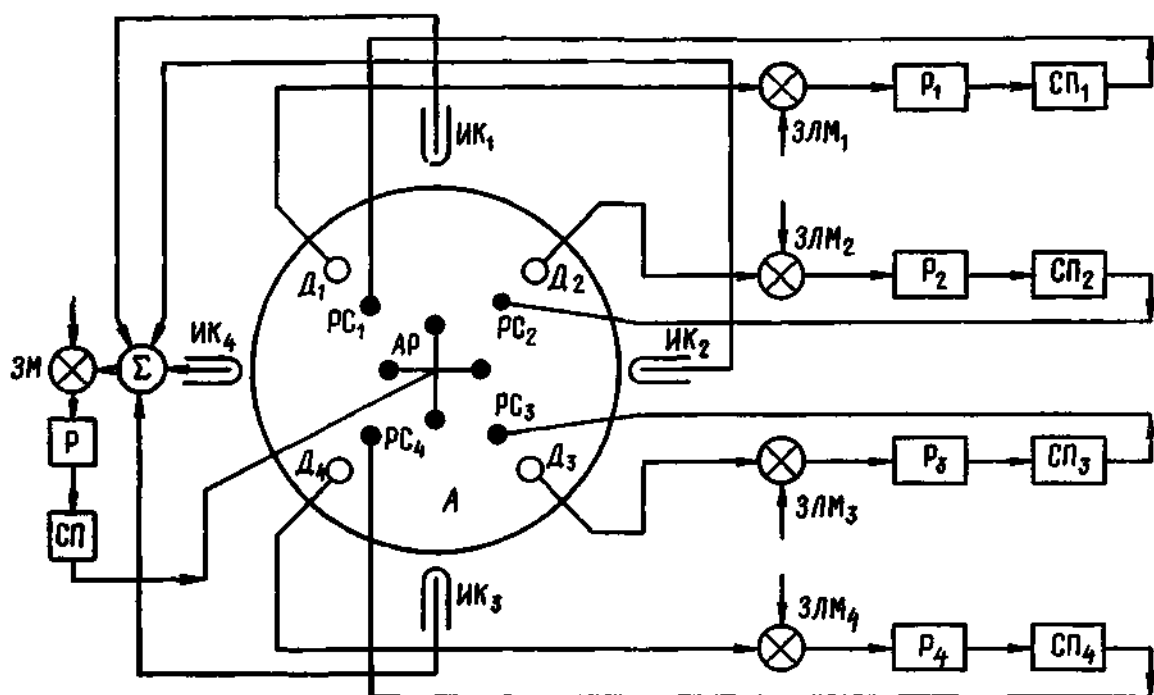 ИК₁
ЗЛМ₁
Р₁
СП₁
Д₁
Д₂
ЗЛМ₂
Р₂
СП₂
РС₁
РС₂
ЗМ
Σ
ИК₄
АР
ИК₂
РС₄
РС₃
Р
Д₄
Д₃
А
Р₃
СП₃
ЗЛМ₃
СП
ИК₃
ЗЛМ₄
Р₄
СП₄